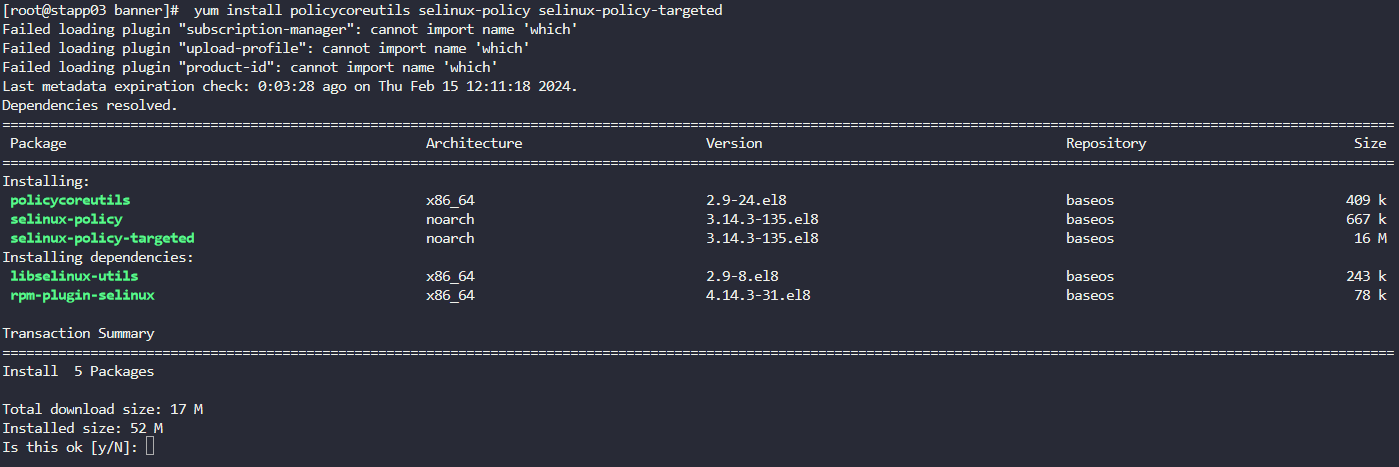 [root@stapp03 banner]#  yum install policycoreutils selinux-policy selinux-policy-targeted
Failed loading plugin "subscription-manager": cannot import name 'which'
Failed loading plugin "upload-profile": cannot import name 'which'
Failed loading plugin "product-id": cannot import name 'which'
Last metadata expiration check: 0:03:28 ago on Thu Feb 15 12:11:18 2024.
Dependencies resolved.
Package Architecture Version Repository Size
Installing:
policycoreutils x86_64 2.9-24.el8 baseos 409 k
selinux-policy noarch 3.14.3-135.el8 baseos 667 k
selinux-policy-targeted noarch 3.14.3-135.el8 baseos 16 M
Installing dependencies:
libselinux-utils x86_64 2.9-8.el8 baseos 243 k
rpm-plugin-selinux x86_64 4.14.3-31.el8 baseos 78 k
Transaction Summary
Install  5 Packages
Total download size: 17 M
Installed size: 52 M
Is this ok [y/N]: